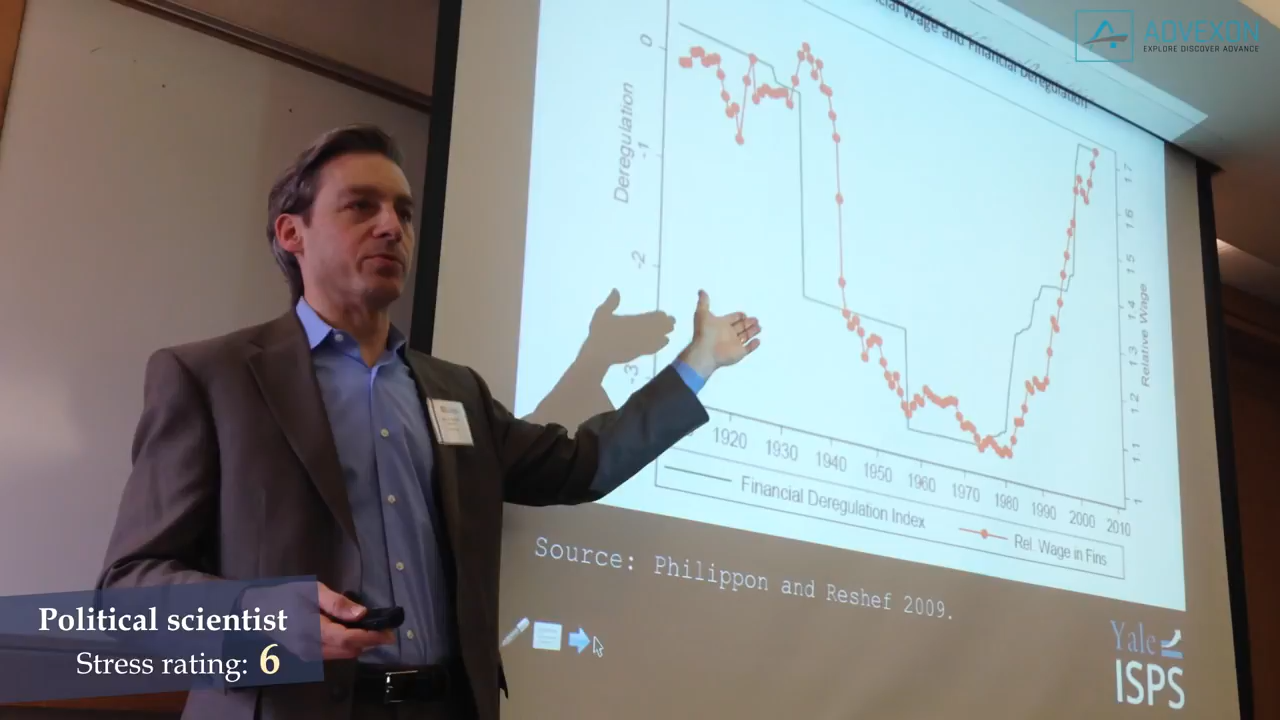 ADVEXON
EXPLORE DISCOVER ADVANCE
Wage and Financial Deregulation
Deregulation
0
-1
-2
-3
1.7
1.6
1.5
1.4
1.3
1.2
1.1
1
Relative Wage
1920 1930 1940 1950 1960 1970 1980 1990 2000 2010
Financial Deregulation Index
Rel. Wage in Fins
Source: Philippon and Reshef 2009.
Yale
ISPS
Political scientist
Stress rating: 6